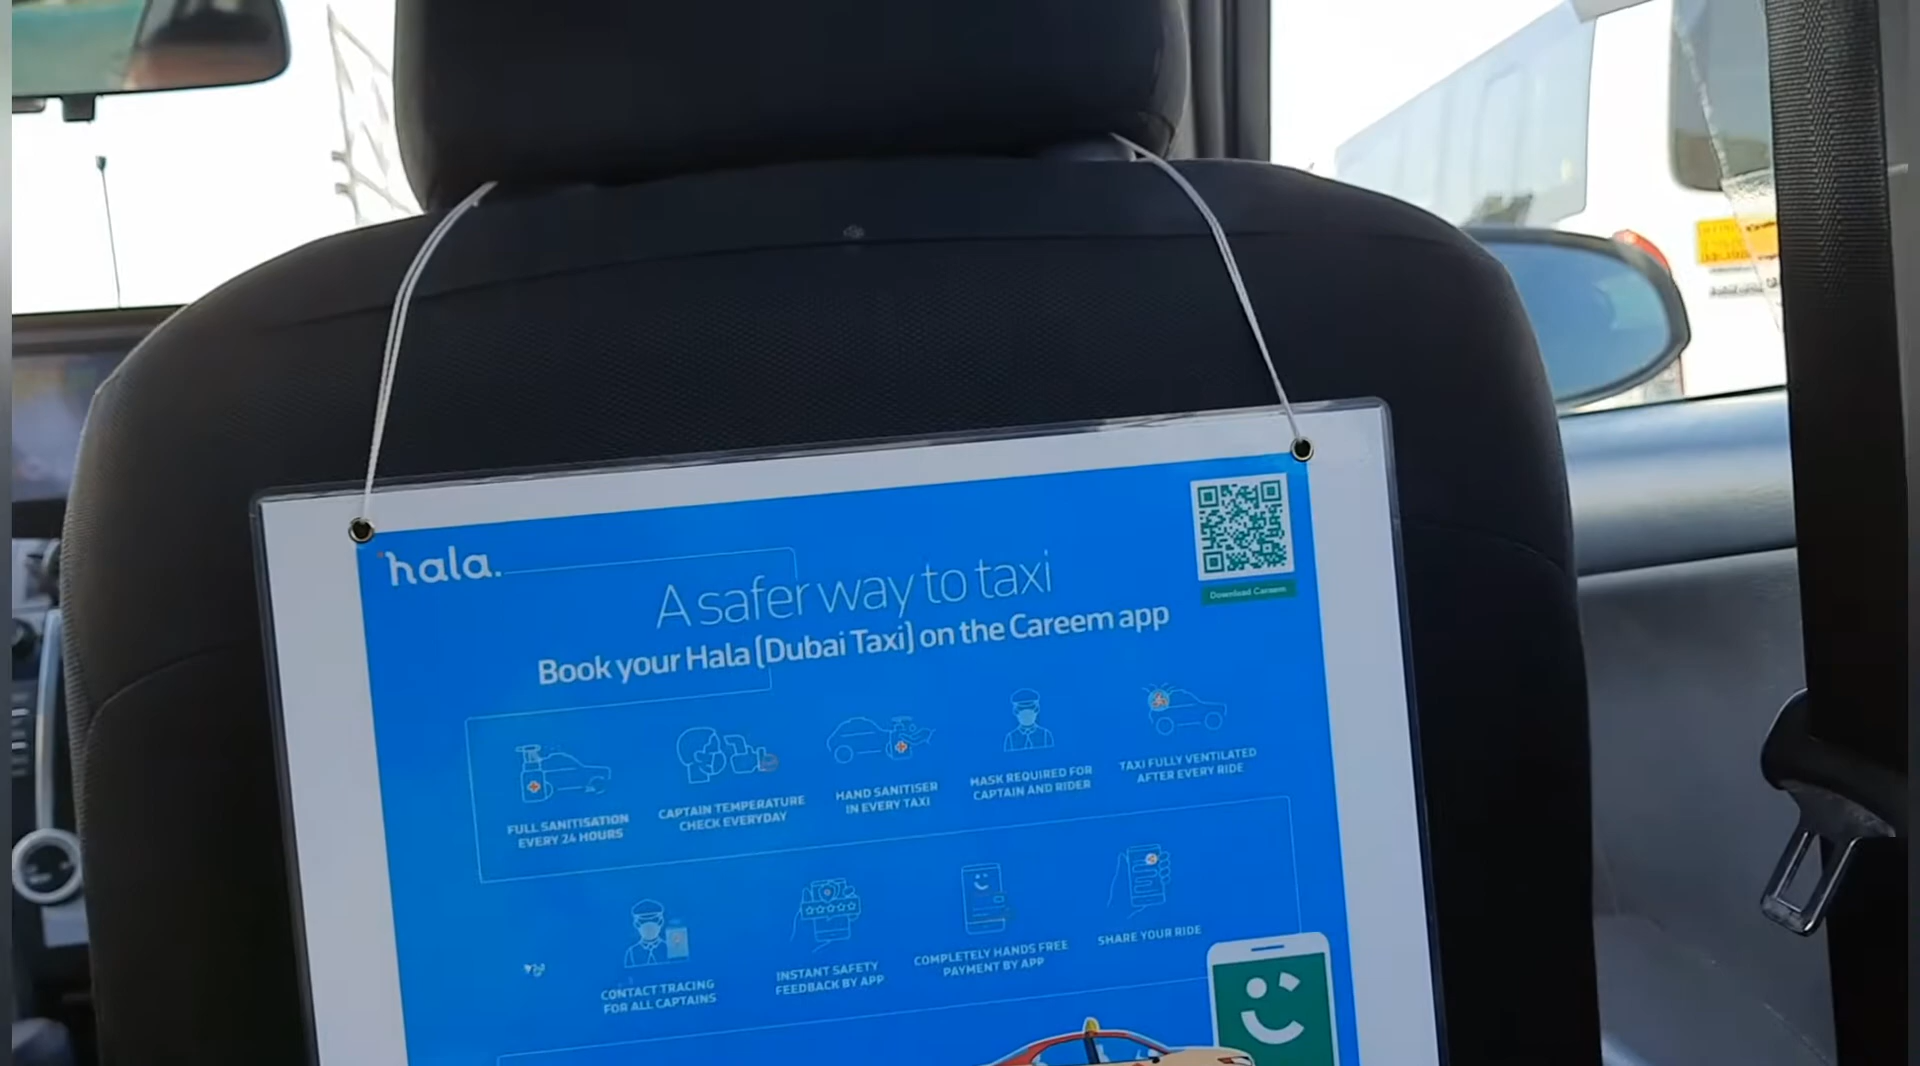 hala.
A safer way to taxi
Book your Hala (Dubai Taxi) on the Careem app
Download Careem
FULL SANITISATION
EVERY 24 HOURS
CAPTAIN TEMPERATURE
CHECK EVERYDAY
HAND SANITISER
IN EVERY TAXI
MASK REQUIRED FOR
CAPTAIN AND RIDER
TAXI FULLY VENTILATED
AFTER EVERY RIDE
CONTACT TRACING
FOR ALL CAPTAINS
INSTANT SAFETY
FEEDBACK BY APP
COMPLETELY HANDS FREE
PAYMENT BY APP
SHARE YOUR RIDE